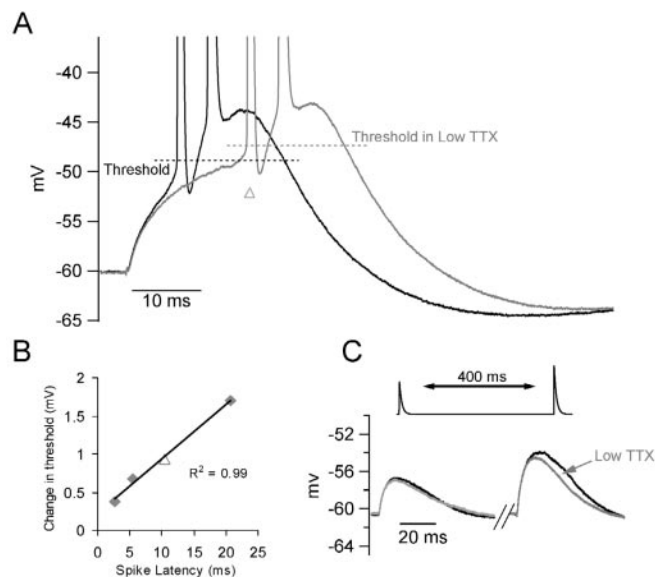 A
mV
-40
-45
-50
-55
-60
-65
Threshold
Threshold in Low TTX
10 ms
B
Change in threshold (mV)
2
1.5
1
0.5
0
R² = 0.99
0 5 10 15 20 25
Spike Latency (ms)
C
400 ms
mv
-52
-56
-60
-64
Low TTX
20 ms